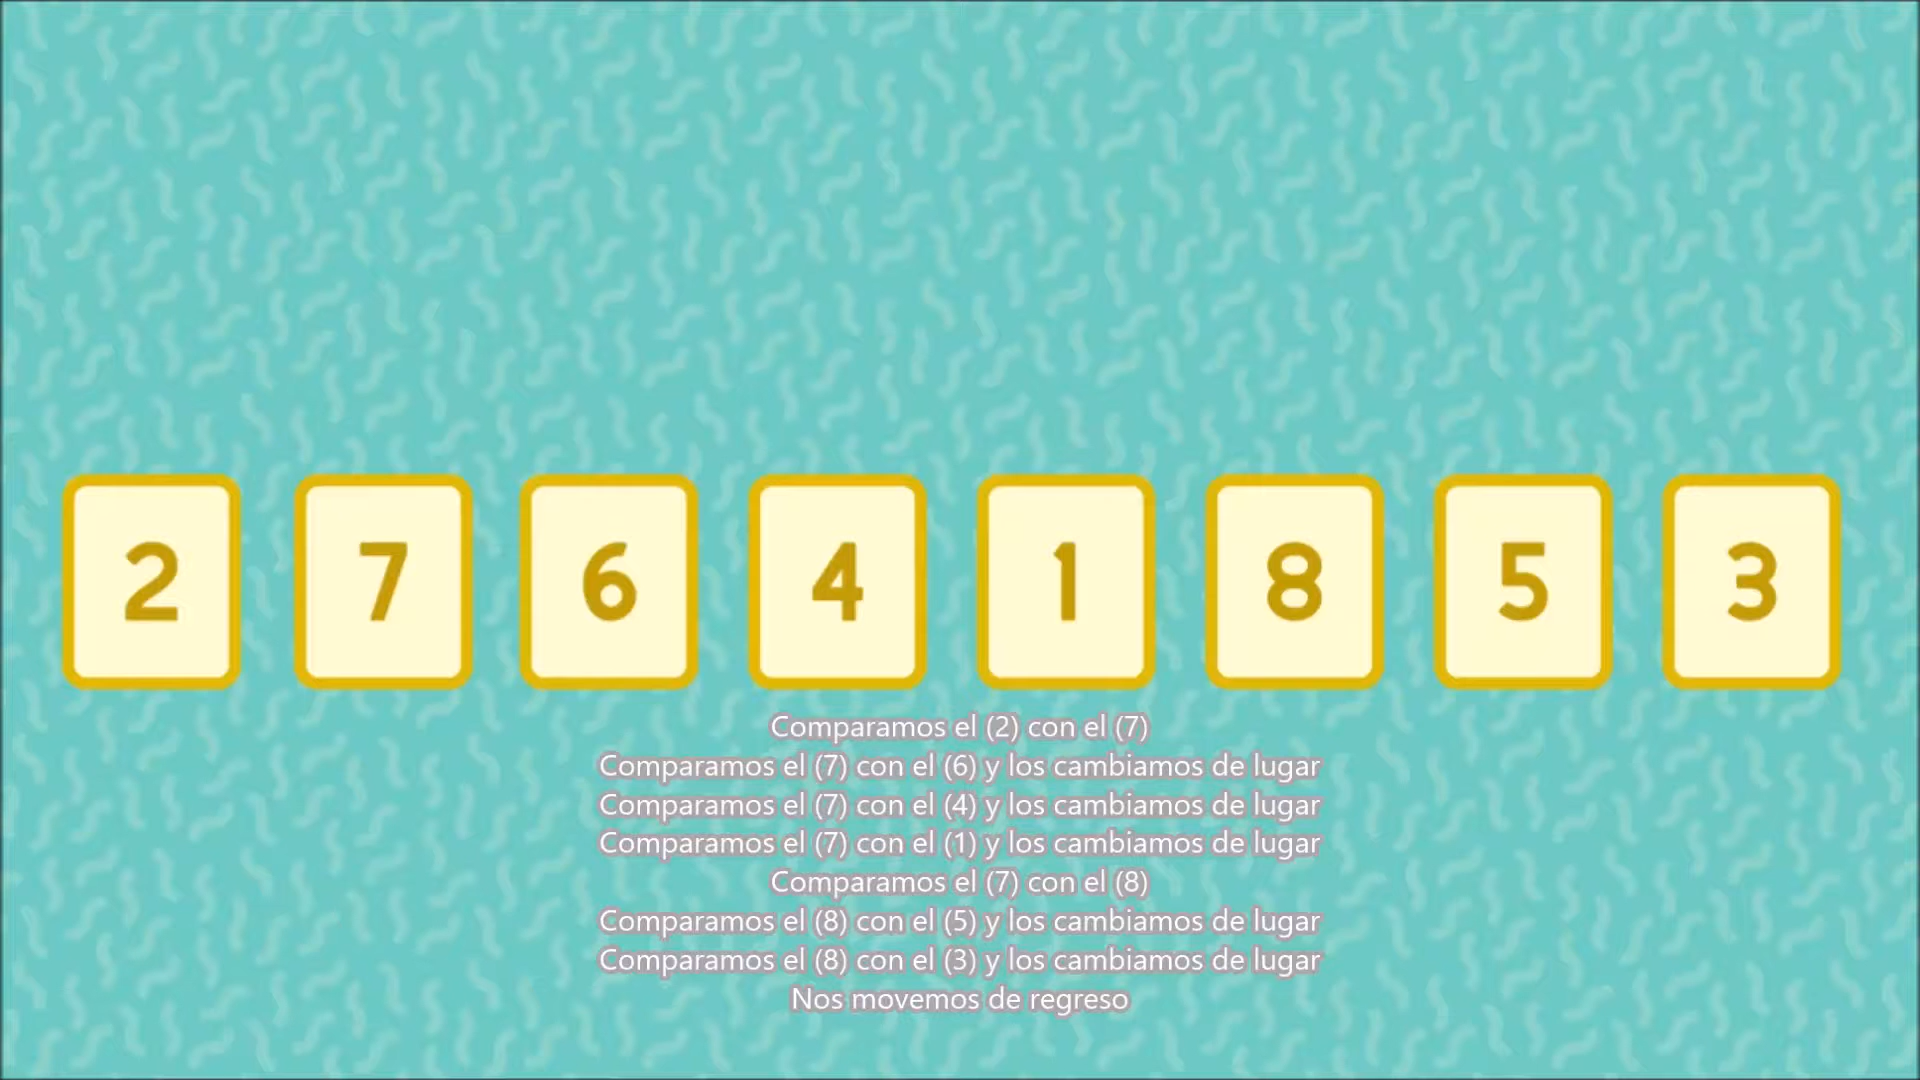 2 7 6 4 1 8 5 3
Comparamos el (2) con el (7)
Comparamos el (7) con el (6) y los cambiamos de lugar
Comparamos el (7) con el (4) y los cambiamos de lugar
Comparamos el (7) con el (1) y los cambiamos de lugar
Comparamos el (7) con el (8)
Comparamos el (8) con el (5) y los cambiamos de lugar
Comparamos el (8) con el (3) y los cambiamos de lugar
Nos movemos de regreso